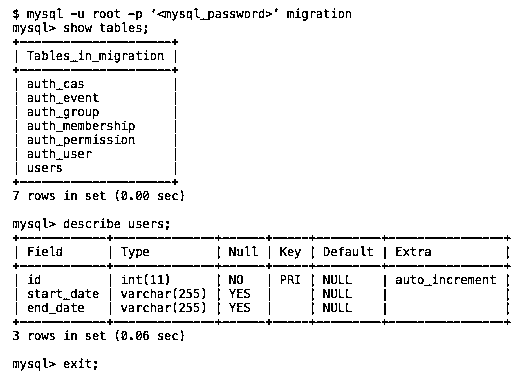 $ mysql -u root -p ‘<mysql_password>’ migration
mysql> show tables;
+---------------------+
| Tables_in_migration |
+---------------------+
| auth_cas            |
| auth_event          |
| auth_group          |
| auth_membership     |
| auth_permission     |
| auth_user           |
| users               |
+---------------------+
7 rows in set (0.00 sec)
mysql> describe users;
+------------+--------------+------+-----+---------+----------------+
| Field      | Type         | Null | Key | Default | Extra          |
+------------+--------------+------+-----+---------+----------------+
| id         | int(11)      | NO   | PRI | NULL    | auto_increment |
| start_date | varchar(255) | YES  |     | NULL    |                |
| end_date   | varchar(255) | YES  |     | NULL    |                |
+------------+--------------+------+-----+---------+----------------+
3 rows in set (0.06 sec)
mysql> exit;